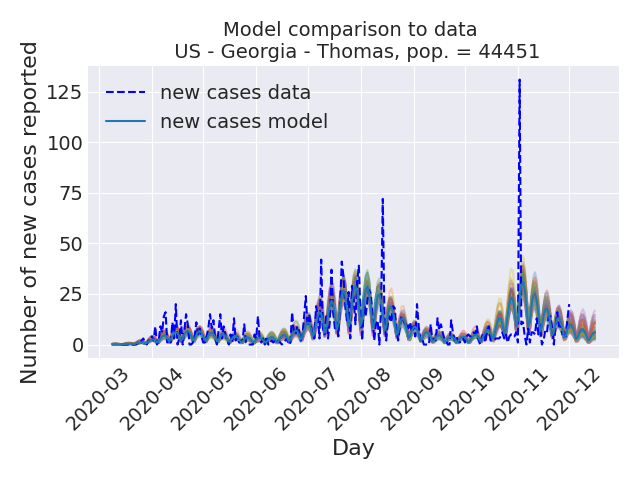 Model comparison to data
US - Georgia - Thomas, pop. = 44451
Number of new cases reported
125
100
75
50
25
0
new cases data
new cases model
2020-03
2020-04
2020-05
2020-06
2020-07
2020-08
2020-09
2020-10
2020-11
2020-12
Day